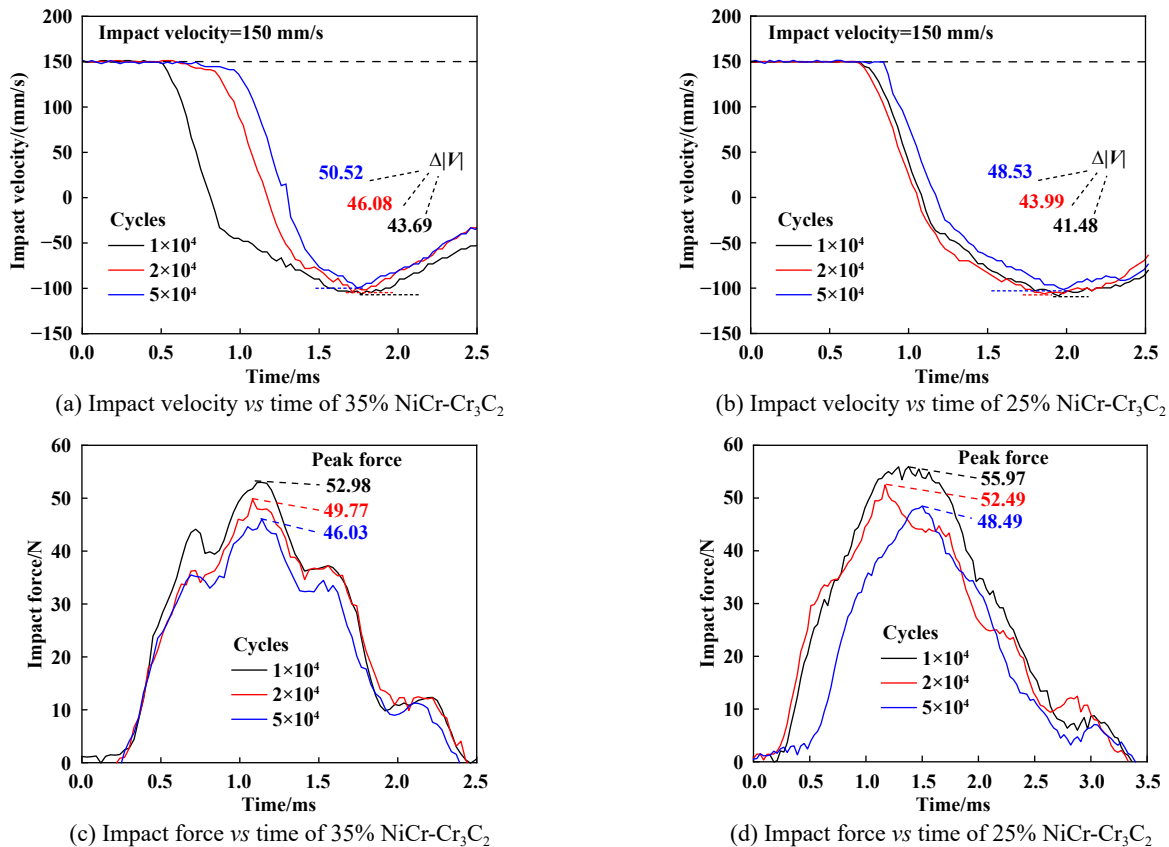 Impact velocity=150 mm/s
150
100
50
0
−50
−100
−150
Impact velocity/(mm/s)
50.52
Δ|V|
46.08
43.69
Cycles
1×10⁴
2×10⁴
5×10⁴
0.0 0.5 1.0 1.5 2.0 2.5
Time/ms
(a) Impact velocity vs time of 35% NiCr-Cr₃C₂
Impact velocity=150 mm/s
150
100
50
0
−50
−100
−150
Impact velocity/(mm/s)
48.53
Δ|V|
43.99
41.48
Cycles
1×10⁴
2×10⁴
5×10⁴
0.0 0.5 1.0 1.5 2.0 2.5
Time/ms
(b) Impact velocity vs time of 25% NiCr-Cr₃C₂
60
50
40
30
20
10
0
Impact force/N
Peak force
52.98
49.77
46.03
Cycles
1×10⁴
2×10⁴
5×10⁴
0.0 0.5 1.0 1.5 2.0 2.5
Time/ms
(c) Impact force vs time of 35% NiCr-Cr₃C₂
60
50
40
30
20
10
0
Impact force/N
Peak force
55.97
52.49
48.49
Cycles
1×10⁴
2×10⁴
5×10⁴
0.0 0.5 1.0 1.5 2.0 2.5 3.0 3.5
Time/ms
(d) Impact force vs time of 25% NiCr-Cr₃C₂